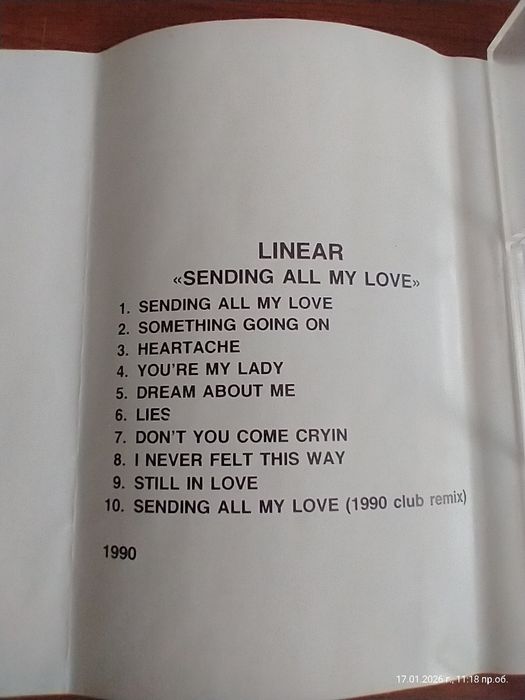 LINEAR
«SENDING ALL MY LOVE»
1. SENDING ALL MY LOVE
2. SOMETHING GOING ON
3. HEARTACHE
4. YOU'RE MY LADY
5. DREAM ABOUT ME
6. LIES
7. DON'T YOU COME CRYIN
8. I NEVER FELT THIS WAY
9. STILL IN LOVE
10. SENDING ALL MY LOVE (1990 club remix)
1990
17.01.2026 г., 11:18 пр.об.